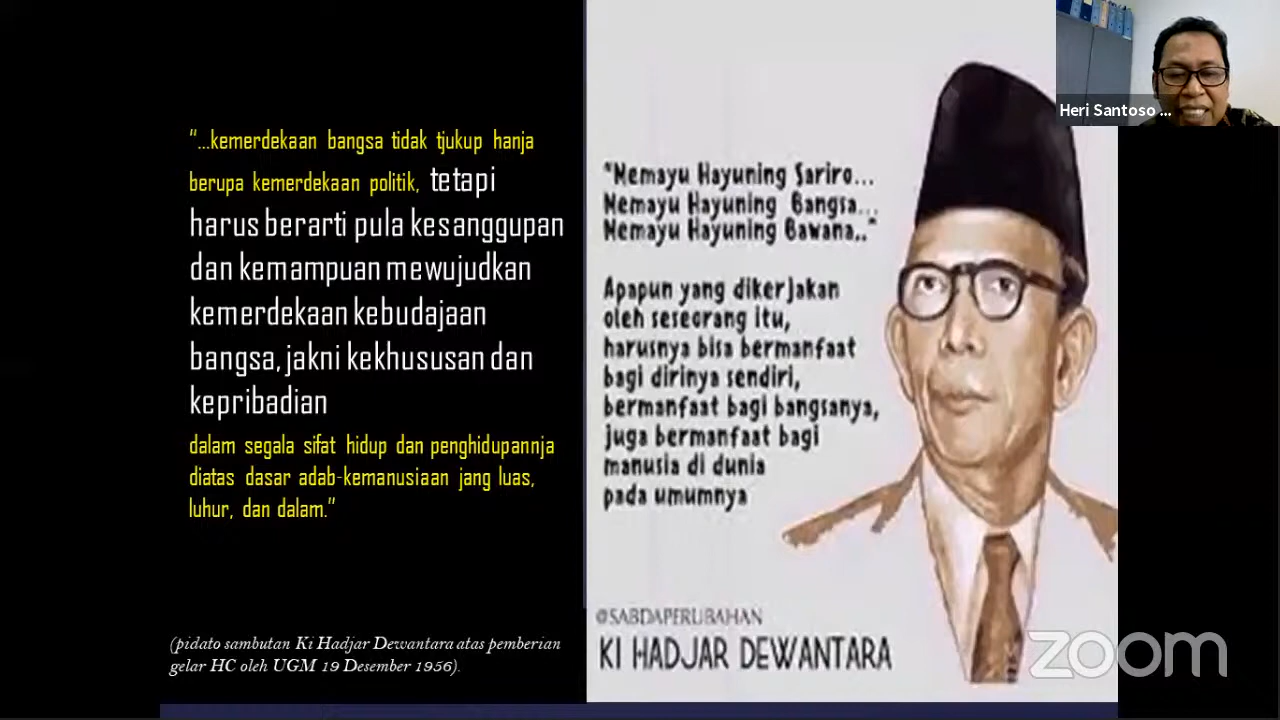 "...kemerdekaan bangsa tidak tjukup hanja
berupa kemerdekaan politik, tetapi
harus berarti pula kesanggupan
dan kemampuan mewujudkan
kemerdekaan kebudajaan
bangsa, jakni kekhususan dan
kepribadian
dalam segala sifat hidup dan penghidupannja
diatas dasar adab-kemanusiaan jang luas,
luhur, dan dalam."
(pidato sambutan Ki Hadjar Dewantara atas pemberian
gelar HC oleh UGM 19 Desember 1956).
"Memayu Hayuning Sariro...
Memayu Hayuning Bangsa...
Memayu Hayuning Bawana.."
Apapun yang dikerjakan
oleh seseorang itu,
harusnya bisa bermanfaat
bagi dirinya sendiri,
bermanfaat bagi bangsanya,
juga bermanfaat bagi
manusia di dunia
pada umumnya
@SABDAPERUBAHAN
KI HADJAR DEWANTARA
Heri Santoso ...
zoom